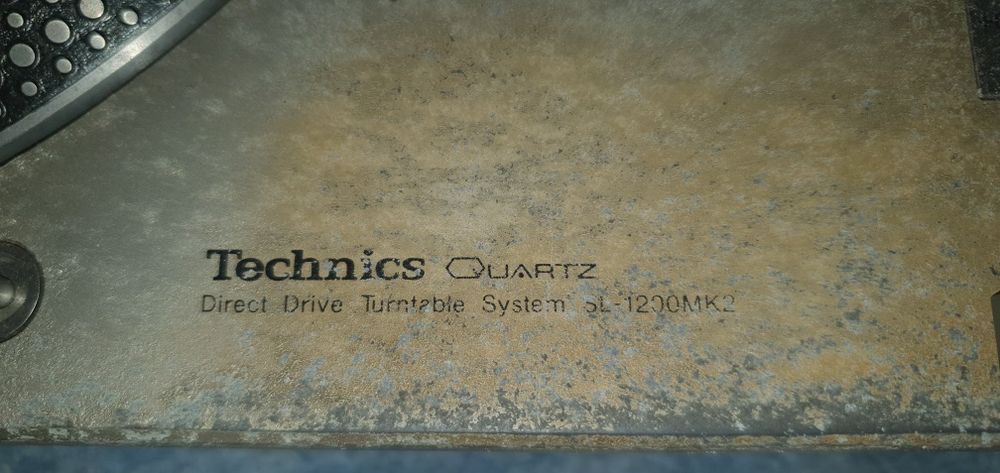 Technics QUARTZ
Direct Drive Turntable System SL-1200MK2